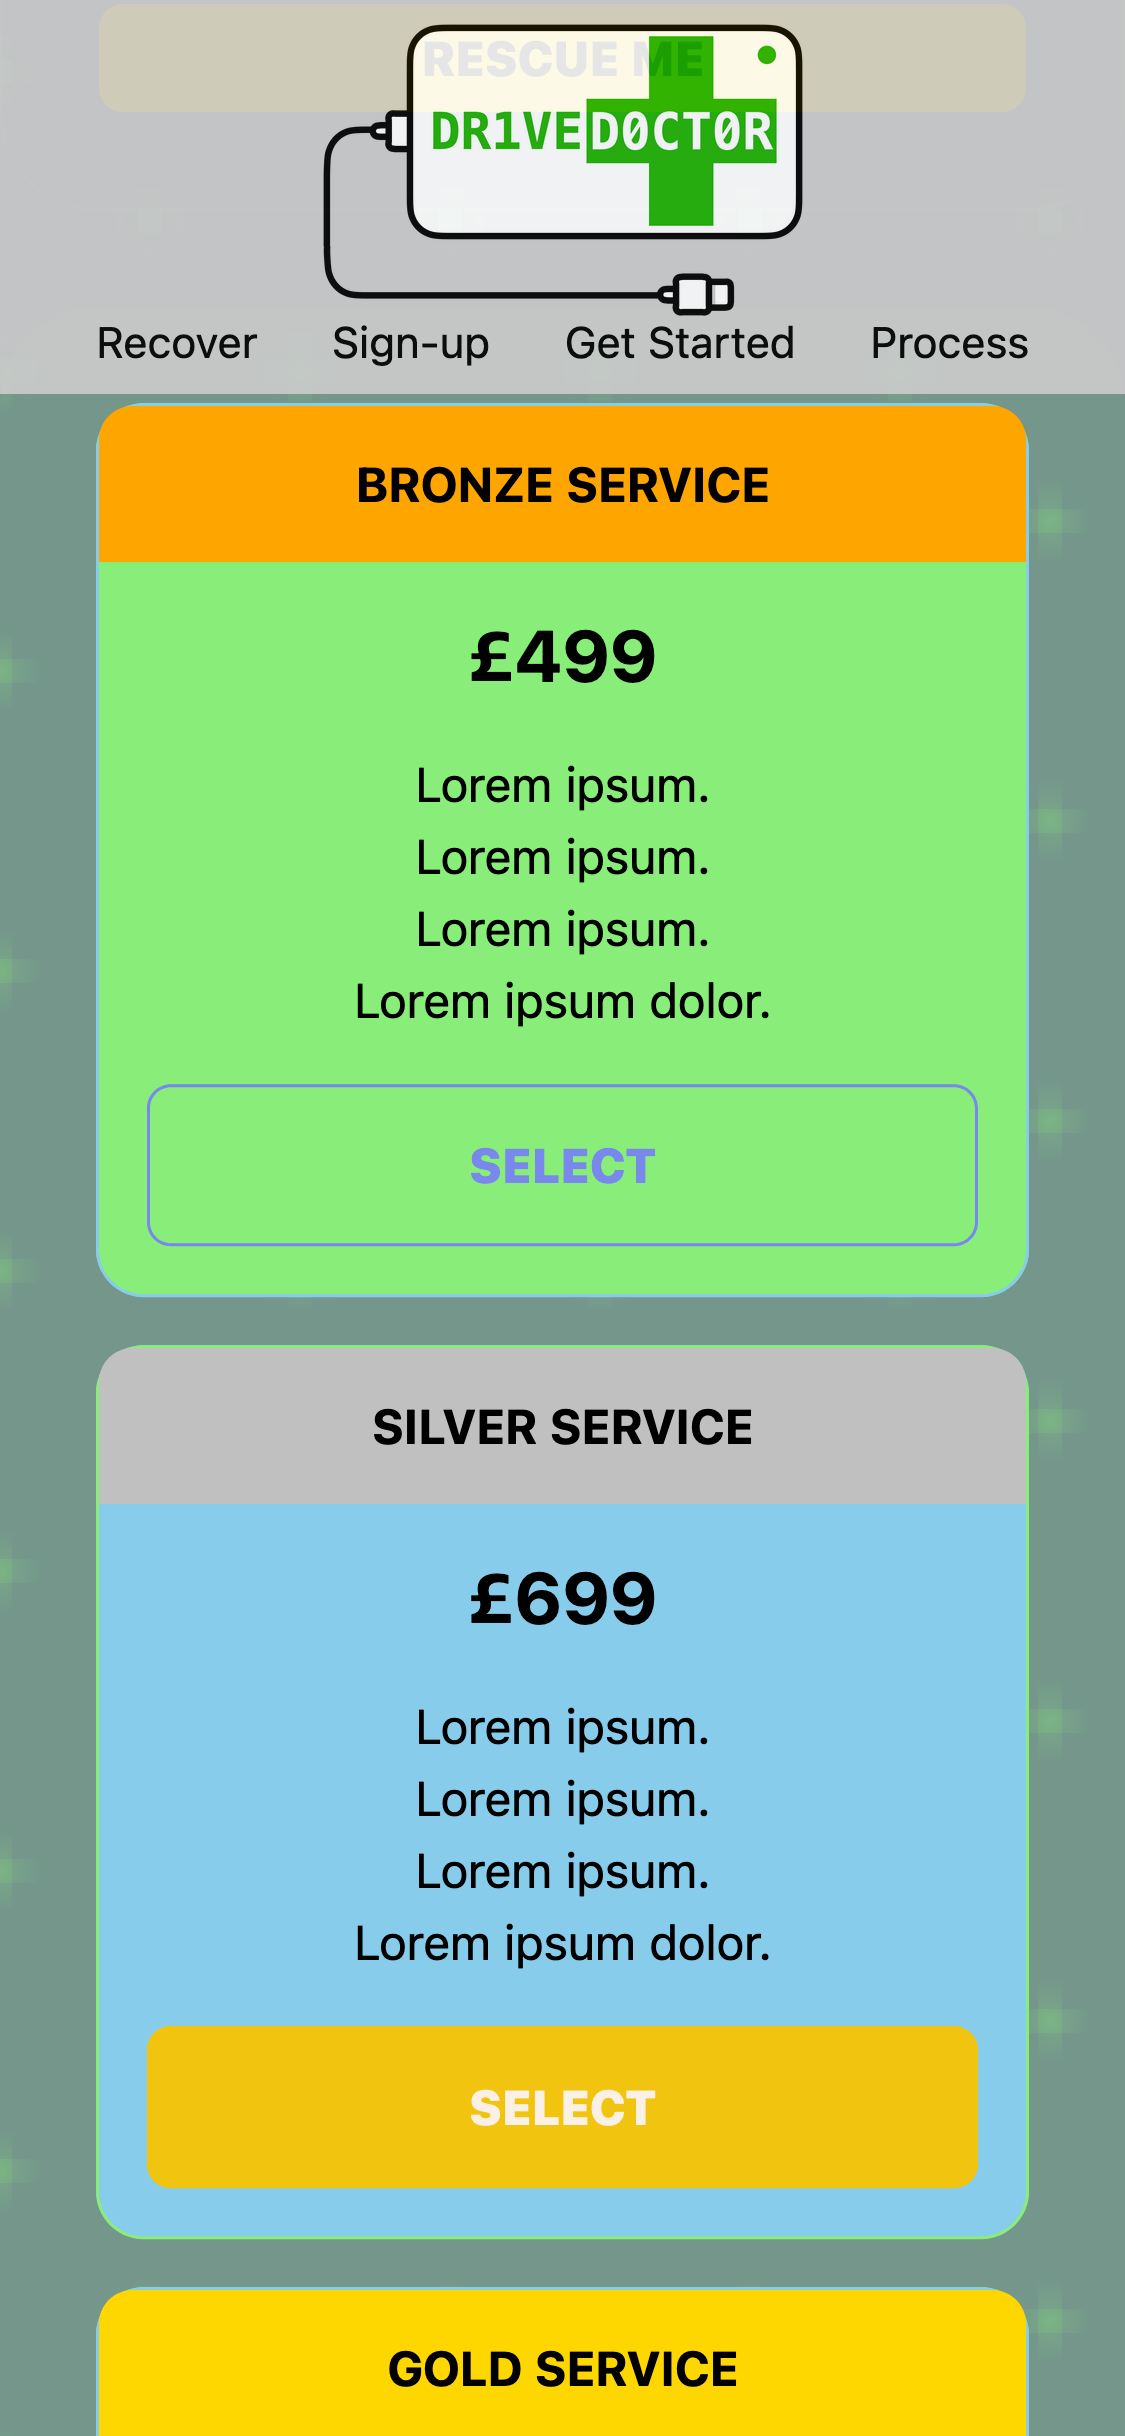 RESCUE ME
DR1VE D0CT0R
Recover Sign-up Get Started Process
BRONZE SERVICE
£499
Lorem ipsum.
Lorem ipsum.
Lorem ipsum.
Lorem ipsum dolor.
SELECT
SILVER SERVICE
£699
Lorem ipsum.
Lorem ipsum.
Lorem ipsum.
Lorem ipsum dolor.
SELECT
GOLD SERVICE